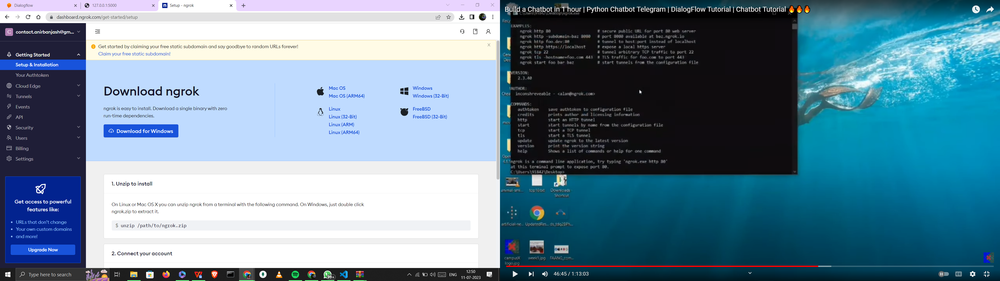 Dialogflow
127.0.0.1:5000
Setup - ngrok
dashboard.ngrok.com/get-started/setup
C contact.anirbanjash@gm...
Getting Started
Setup & Installation
Your Authtoken
Cloud Edge
Tunnels
Events
API
Security
Users
Billing
Settings
Get access to powerful
features like:
• URLs that don't change
• Your own custom domains
• and more!
Upgrade Now
Get started by claiming your free static subdomain and say goodbye to random URLs forever!
Claim your free static subdomain!
Download ngrok
ngrok is easy to install. Download a single binary with zero
run-time dependencies.
Download for Windows
Mac OS
Mac OS (ARM64)
Linux
Linux (32-Bit)
Linux (ARM)
Linux (ARM64)
Windows
Windows (32-Bit)
FreeBSD
FreeBSD (32-Bit)
1. Unzip to install
On Linux or Mac OS X you can unzip ngrok from a terminal with the following command. On Windows, just double click
ngrok.zip to extract it.
$ unzip /path/to/ngrok.zip
2. Connect your account
Type here to search
99+
ENG
12:50
11-07-2023
Build a Chatbot in 1 hour | Python Chatbot Telegram | DialogFlow Tutorial | Chatbot Tutorial 🔥🔥🔥
C:\Users\91842\Desktop\ngrok.exe
EXAMPLES:
ngrok http 80 # secure public URL for port 80 web server
ngrok http -subdomain=baz 8080 # port 8080 available at baz.ngrok.io
ngrok http foo.dev:80 # tunnel to host:port instead of localhost
ngrok http https://localhost # expose a local https server
ngrok tcp 22 # tunnel arbitrary TCP traffic to port 22
ngrok tls -hostname=foo.com 443 # TLS traffic for foo.com to port 443
ngrok start foo bar baz # start tunnels from the configuration file
VERSION:
2.3.40
AUTHOR:
inconshreveable - <alan@ngrok.com>
COMMANDS:
authtoken save authtoken to configuration file
credits prints author and licensing information
http start an HTTP tunnel
start start tunnels by name from the configuration file
tcp start a TCP tunnel
tls start a TLS tunnel
update update ngrok to the latest version
version print the version string
help Shows a list of commands or help for one command
ngrok is a command line application, try typing 'ngrok.exe http 80'
at this terminal prompt to expose port 80.
C:\Users\91842\Desktop>
Recy
Gene
Dee
Chea
mov
Open
4.1.1
animal-smi...
top10.txt
Downloads -
Shortcut
artificial-ne...
UpdatedRes...
ds_tdq2BPh...
campusX
logo.jpg
week1.jpg
FAANG_com...
46:45 / 1:13:03
CC